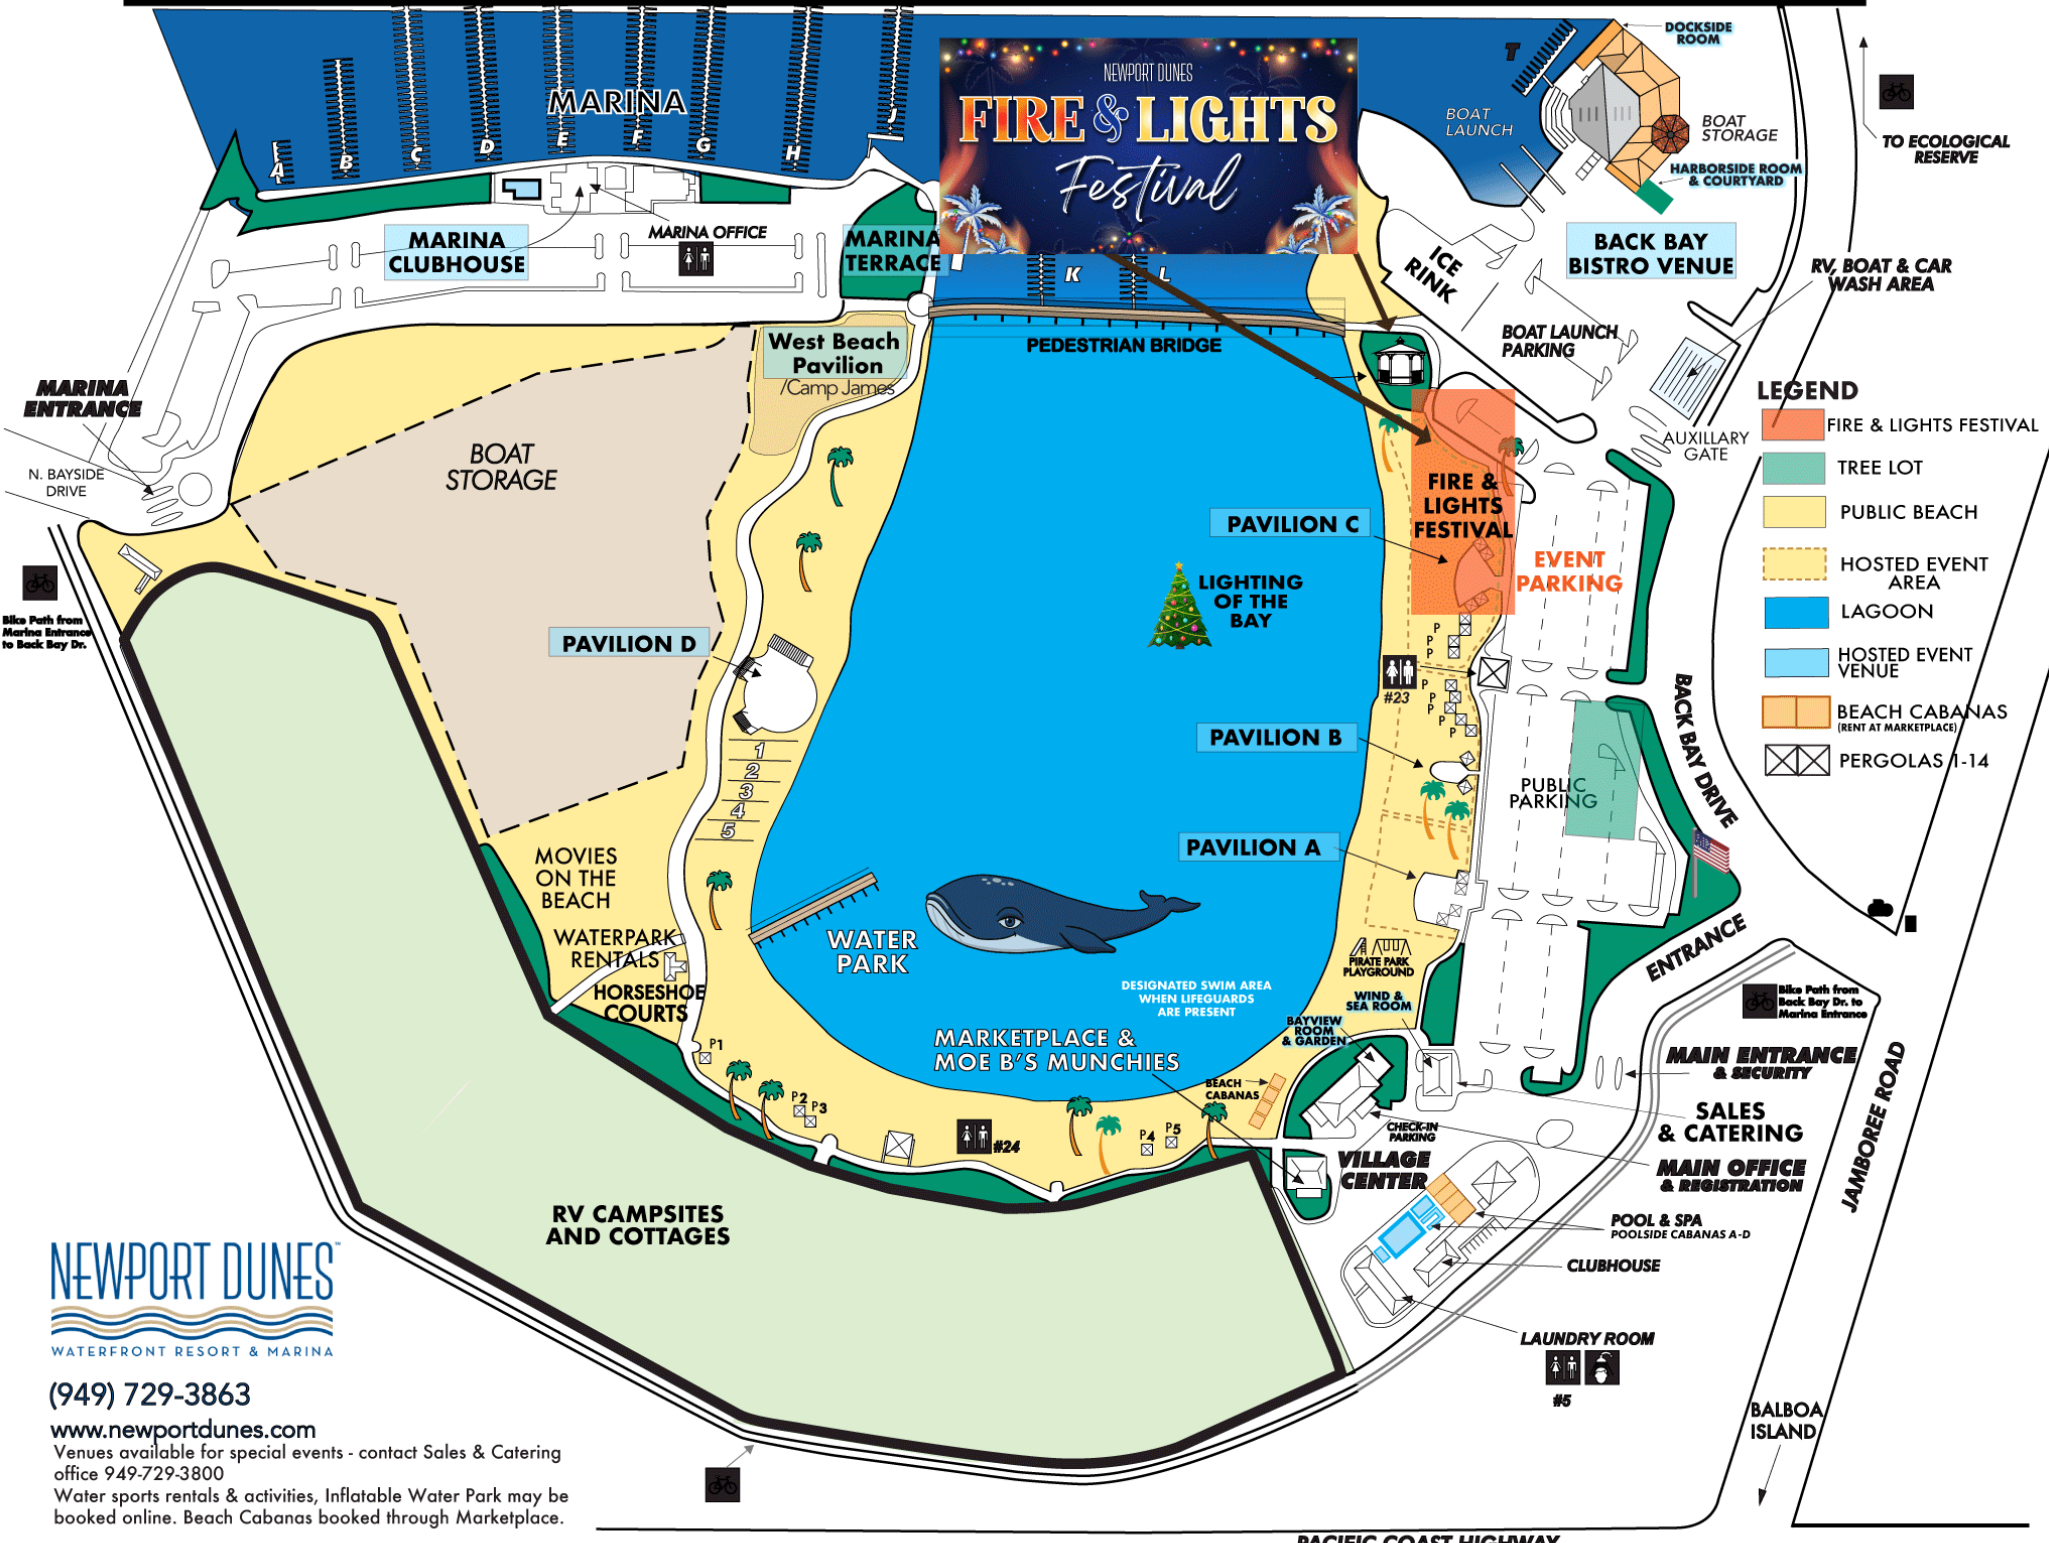 DOCKSIDE
ROOM
MARINA
A
B
C
D
E
F
G
H
J
NEWPORT DUNES
FIRE & LIGHTS
Festival
T
BOAT
LAUNCH
BOAT
STORAGE
TO ECOLOGICAL
RESERVE
HARBORSIDE ROOM
& COURTYARD
MARINA
CLUBHOUSE
MARINA OFFICE
MARINA
TERRACE
K
L
ICE
RINK
BACK BAY
BISTRO VENUE
RV, BOAT & CAR
WASH AREA
West Beach
Pavilion
/Camp James
PEDESTRIAN BRIDGE
BOAT LAUNCH
PARKING
MARINA
ENTRANCE
N. BAYSIDE
DRIVE
BOAT
STORAGE
AUXILLARY
GATE
LEGEND
FIRE & LIGHTS FESTIVAL
TREE LOT
PUBLIC BEACH
HOSTED EVENT
AREA
LAGOON
HOSTED EVENT
VENUE
BEACH CABANAS
(RENT AT MARKETPLACE)
PERGOLAS 1-14
FIRE &
LIGHTS
FESTIVAL
PAVILION C
EVENT
PARKING
LIGHTING
OF THE
BAY
Bike Path from
Marina Entrance
to Back Bay Dr.
PAVILION D
P
P
P
#23
P
P
P
P
P
BACK BAY DRIVE
PAVILION B
1
2
3
4
5
PUBLIC
PARKING
PAVILION A
MOVIES
ON THE
BEACH
WATERPARK
RENTALS
HORSESHOE
COURTS
WATER
PARK
PIRATE PARK
PLAYGROUND
ENTRANCE
DESIGNATED SWIM AREA
WHEN LIFEGUARDS
ARE PRESENT
WIND &
SEA ROOM
BAYVIEW
ROOM
& GARDEN
Bike Path from
Back Bay Dr. to
Marina Entrance
MARKETPLACE &
MOE B'S MUNCHIES
P1
BEACH
CABANAS
MAIN ENTRANCE
& SECURITY
P2
P3
SALES
& CATERING
CHECK-IN
PARKING
#24
P4
P5
VILLAGE
CENTER
MAIN OFFICE
& REGISTRATION
JAMBOREE ROAD
RV CAMPSITES
AND COTTAGES
POOL & SPA
POOLSIDE CABANAS A-D
CLUBHOUSE
NEWPORT DUNES™
WATERFRONT RESORT & MARINA
LAUNDRY ROOM
#5
(949) 729-3863
www.newportdunes.com
BALBOA
ISLAND
Venues available for special events - contact Sales & Catering
office 949-729-3800
Water sports rentals & activities, Inflatable Water Park may be
booked online. Beach Cabanas booked through Marketplace.
PACIFIC COAST HIGHWAY